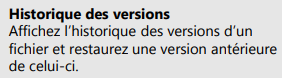 Historique des versions
Affichez l’historique des versions d’un
fichier et restaurez une version antérieure
de celui-ci.